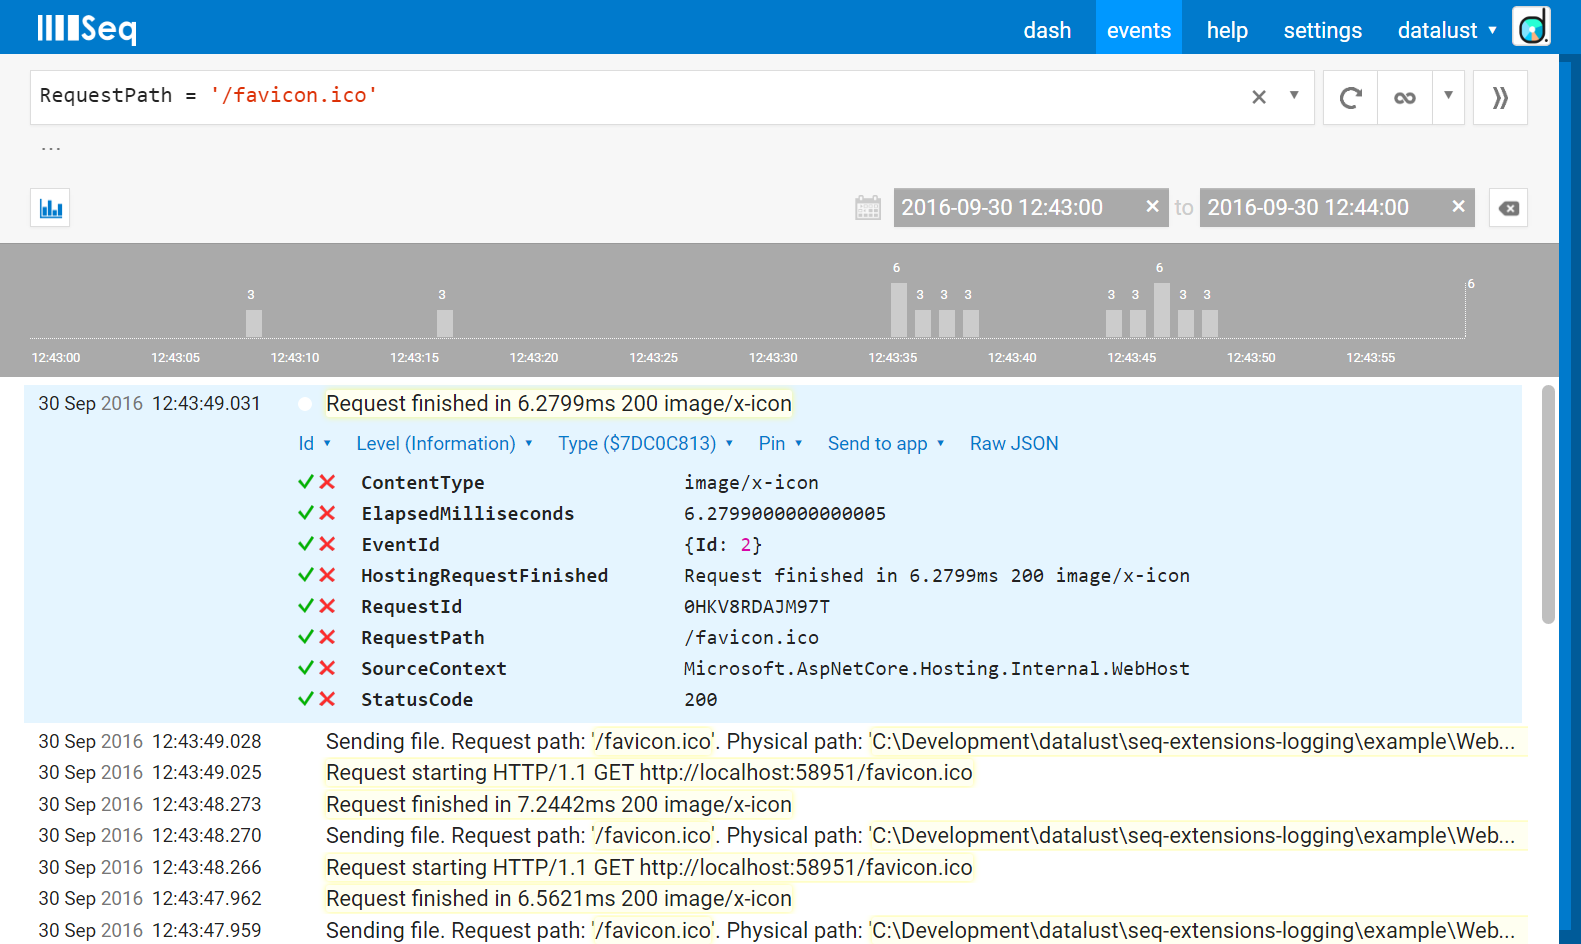 Seq
dash events help settings datalust
RequestPath = '/favicon.ico'
...
2016-09-30 12:43:00 to 2016-09-30 12:44:00
3 3 6 3 3 3 3 3 6 3 3 6
12:43:00 12:43:05 12:43:10 12:43:15 12:43:20 12:43:25 12:43:30 12:43:35 12:43:40 12:43:45 12:43:50 12:43:55
30 Sep 2016 12:43:49.031 Request finished in 6.2799ms 200 image/x-icon
Id Level (Information) Type ($7DC0C813) Pin Send to app Raw JSON
ContentType image/x-icon
ElapsedMilliseconds 6.2799000000000005
EventId {Id: 2}
HostingRequestFinished Request finished in 6.2799ms 200 image/x-icon
RequestId 0HKV8RDAJM97T
RequestPath /favicon.ico
SourceContext Microsoft.AspNetCore.Hosting.Internal.WebHost
StatusCode 200
30 Sep 2016 12:43:49.028 Sending file. Request path: '/favicon.ico'. Physical path: 'C:\Development\datalust\seq-extensions-logging\example\Web...
30 Sep 2016 12:43:49.025 Request starting HTTP/1.1 GET http://localhost:58951/favicon.ico
30 Sep 2016 12:43:48.273 Request finished in 7.2442ms 200 image/x-icon
30 Sep 2016 12:43:48.270 Sending file. Request path: '/favicon.ico'. Physical path: 'C:\Development\datalust\seq-extensions-logging\example\Web...
30 Sep 2016 12:43:48.266 Request starting HTTP/1.1 GET http://localhost:58951/favicon.ico
30 Sep 2016 12:43:47.962 Request finished in 6.5621ms 200 image/x-icon
30 Sep 2016 12:43:47.959 Sending file. Request path: '/favicon.ico'. Physical path: 'C:\Development\datalust\seq-extensions-logging\example\Web...